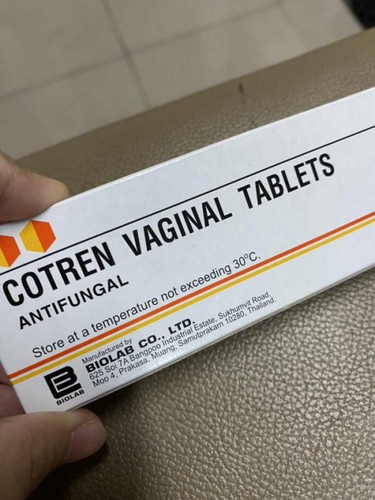 COTREN VAGINAL TABLETS
ANTIFUNGAL
Store at a temperature not exceeding 30°C.
BIOLAB
Manufactured by
BIOLAB CO., LTD.
625 Soi 7A Bangpoo Industrial Estate, Sukhumvit Road,
Moo 4, Prakasa, Muang, Samutprakarn 10280, Thailand.